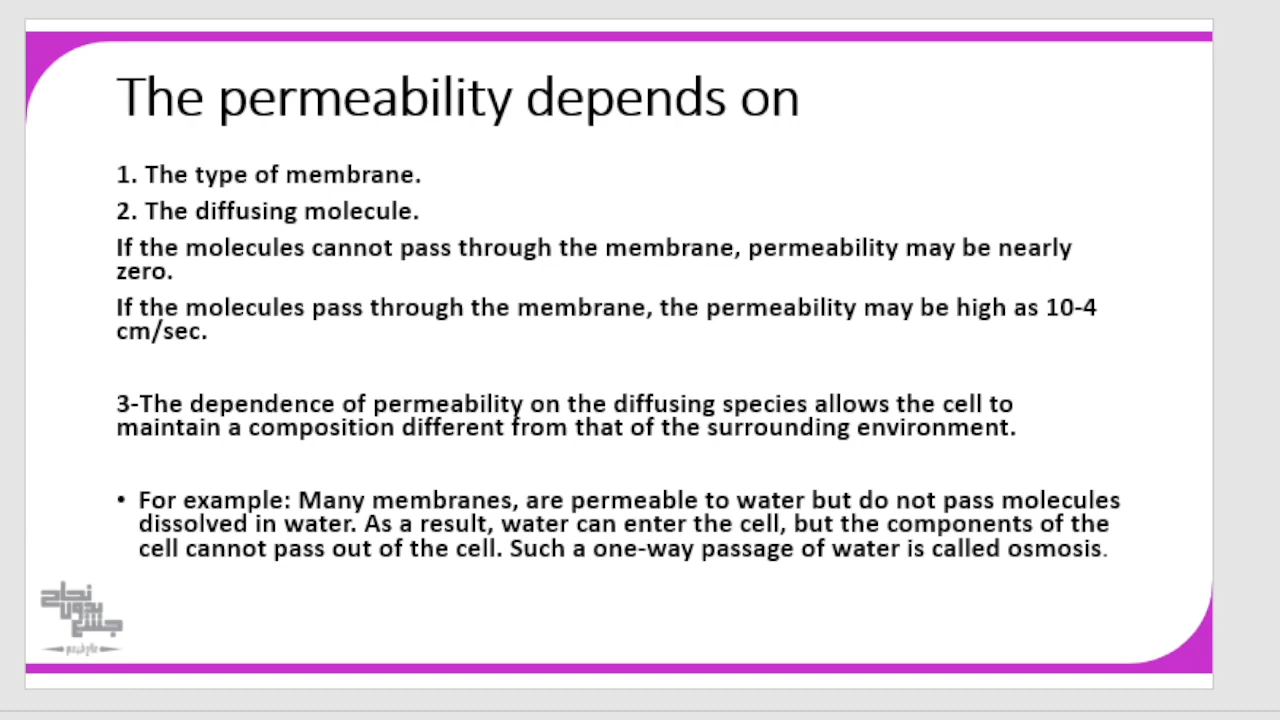 The permeability depends on
1. The type of membrane.
2. The diffusing molecule.
If the molecules cannot pass through the membrane, permeability may be nearly
zero.
If the molecules pass through the membrane, the permeability may be high as 10-4
cm/sec.
3-The dependence of permeability on the diffusing species allows the cell to
maintain a composition different from that of the surrounding environment.
• For example: Many membranes, are permeable to water but do not pass molecules
dissolved in water. As a result, water can enter the cell, but the components of the
cell cannot pass out of the cell. Such a one-way passage of water is called osmosis.
نجاح
بدون